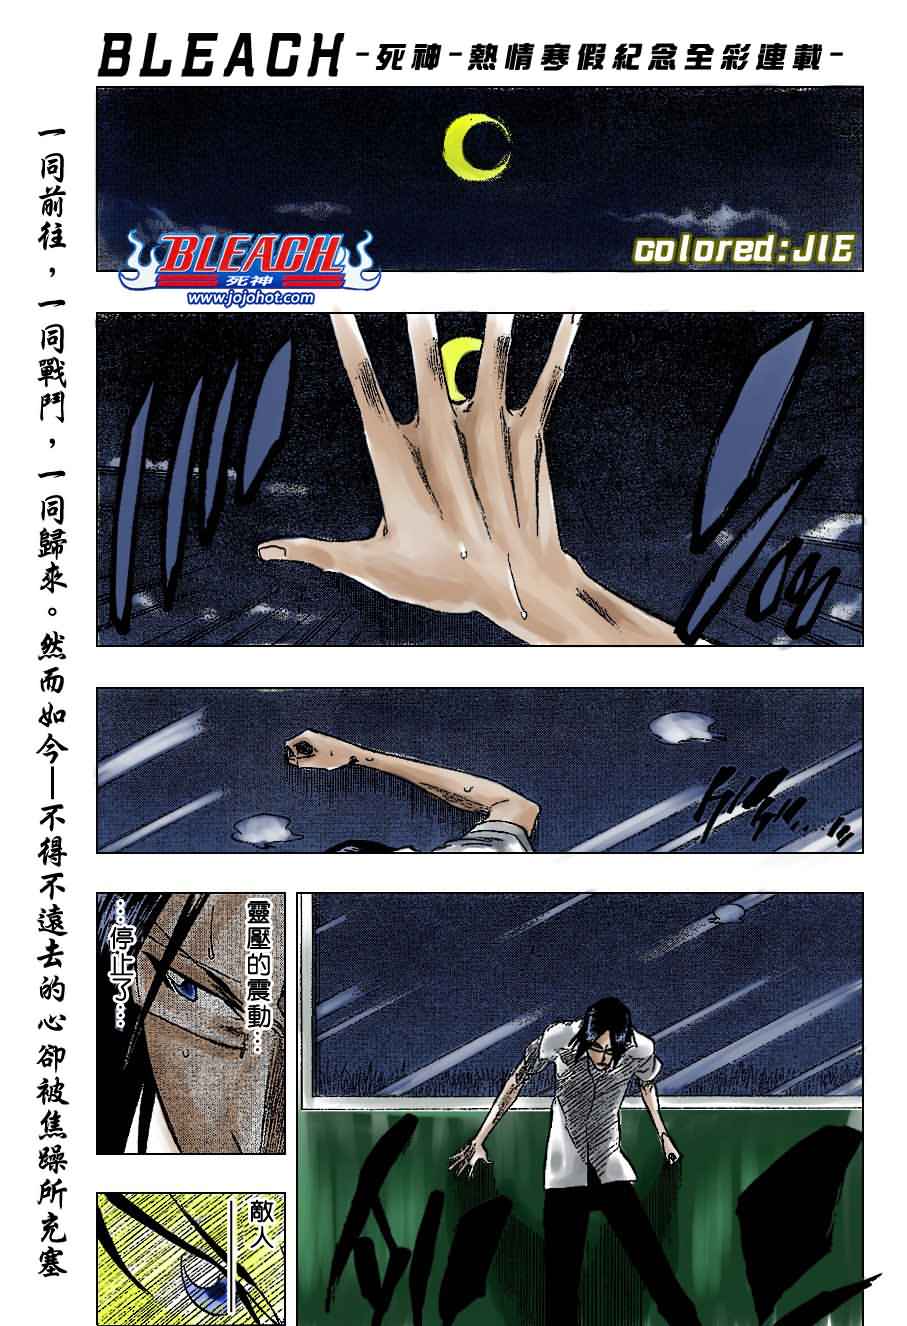 BLEACH -死神-熱情寒假紀念全彩連載-
一同前往，一同戰鬥，一同歸來。然而如今—不得不遠去的心卻被焦躁所充塞
colored:JIE
BLEACH
死神
www.jojohot.com
靈壓的震動…
…停止了…
敵人—